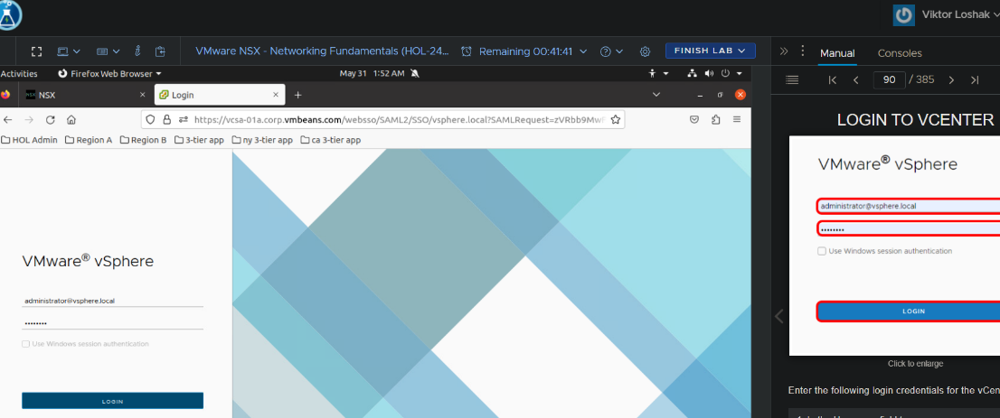 Viktor Loshak
VMware NSX - Networking Fundamentals (HOL-24... Remaining 00:41:41 FINISH LAB
Manual Consoles
Activities Firefox Web Browser May 31 1:52 AM
90 / 385
NSX Login
https://vcsa-01a.corp.vmbeans.com/websso/SAML2/SSO/vsphere.local?SAMLRequest=zVRbb9Mw
HOL Admin Region A Region B 3-tier app ny 3-tier app ca 3-tier app
VMware® vSphere
administrator@vsphere.local
Use Windows session authentication
LOGIN
LOGIN TO VCENTER
VMware® vSphere
administrator@vsphere.local
Use Windows session authentication
LOGIN
Click to enlarge
Enter the following login credentials for the vCen